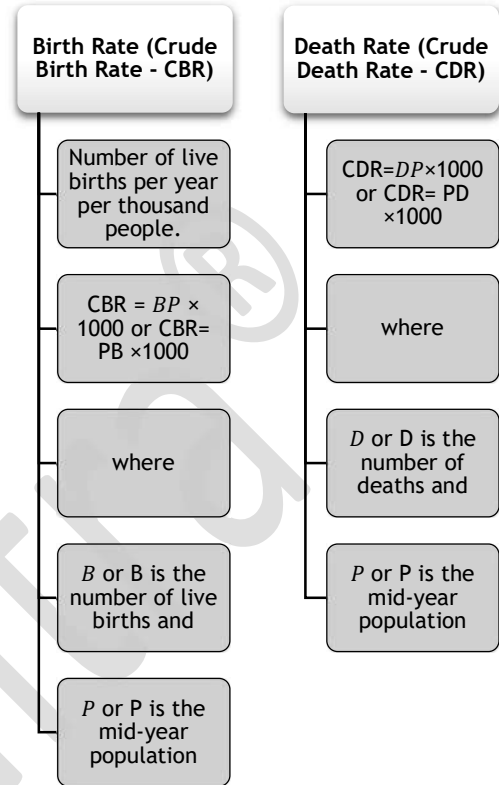 Birth Rate (Crude
Birth Rate - CBR)
Number of live
births per year
per thousand
people.
CBR = 𝐵𝑃 ×
1000 or CBR=
PB ×1000
where
𝐵 or B is the
number of live
births and
𝑃 or P is the
mid-year
population
Death Rate (Crude
Death Rate - CDR)
CDR=𝐷𝑃×1000
or CDR= PD
×1000
where
𝐷 or D is the
number of
deaths and
𝑃 or P is the
mid-year
population